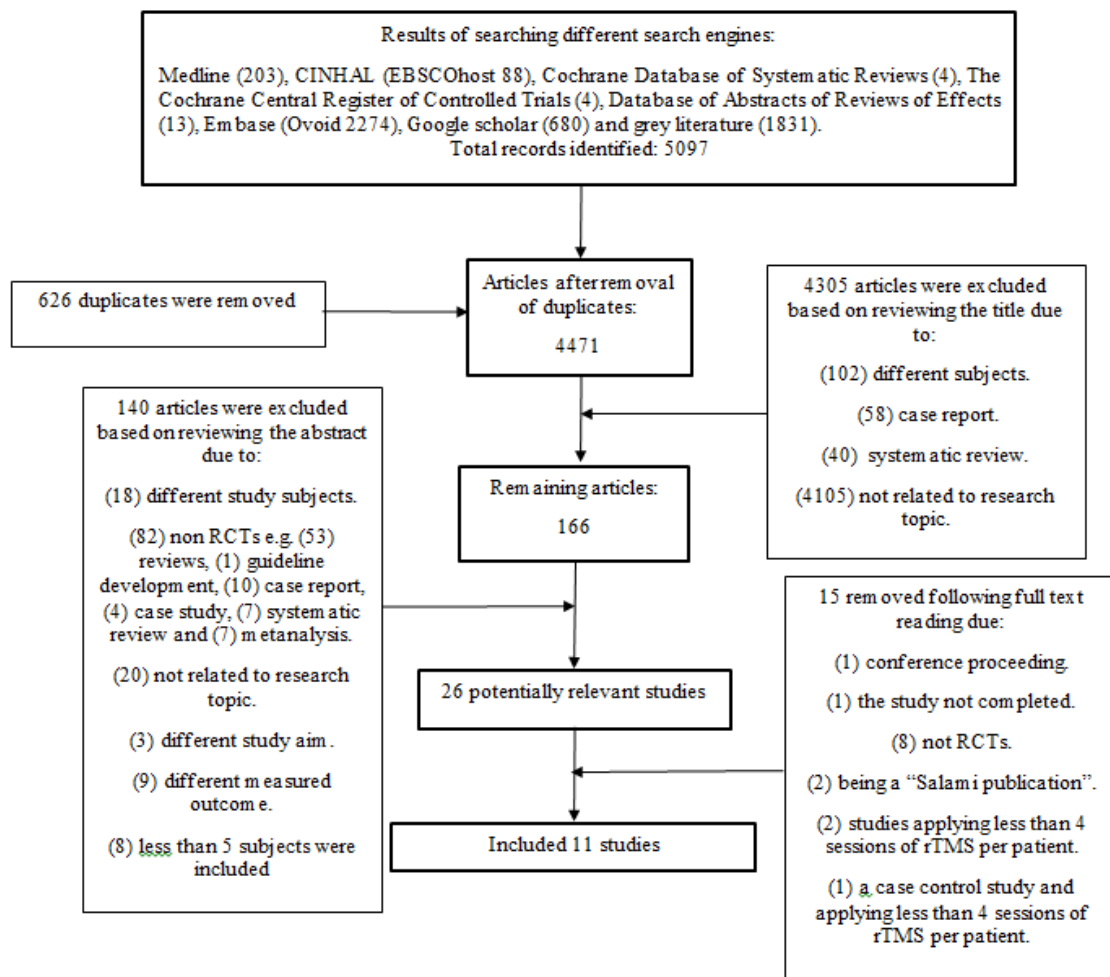 Results of searching different search engines:
Medline (203), CINHAL (EBSCOhost 88), Cochrane Database of Systematic Reviews (4), The
Cochrane Central Register of Controlled Trials (4), Database of Abstracts of Reviews of Effects
(13), Embase (Ovoid 2274), Google scholar (680) and grey literature (1831).
Total records identified: 5097
626 duplicates were removed
Articles after removal
of duplicates:
4471
4305 articles were excluded
based on reviewing the title due
to:
(102) different subjects.
(58) case report.
(40) systematic review.
(4105) not related to research
topic.
140 articles were excluded
based on reviewing the abstract
due to:
(18) different study subjects.
(82) non RCTs e.g. (53)
reviews, (1) guideline
development, (10) case report,
(4) case study, (7) systematic
review and (7) metanalysis.
(20) not related to research
topic.
(3) different study aim.
(9) different measured
outcome.
(8) less than 5 subjects were
included
Remaining articles:
166
15 removed following full text
reading due:
(1) conference proceeding.
(1) the study not completed.
(8) not RCTs.
(2) being a “Salami publication”.
(2) studies applying less than 4
sessions of rTMS per patient.
(1) a case control study and
applying less than 4 sessions of
rTMS per patient.
26 potentially relevant studies
Included 11 studies